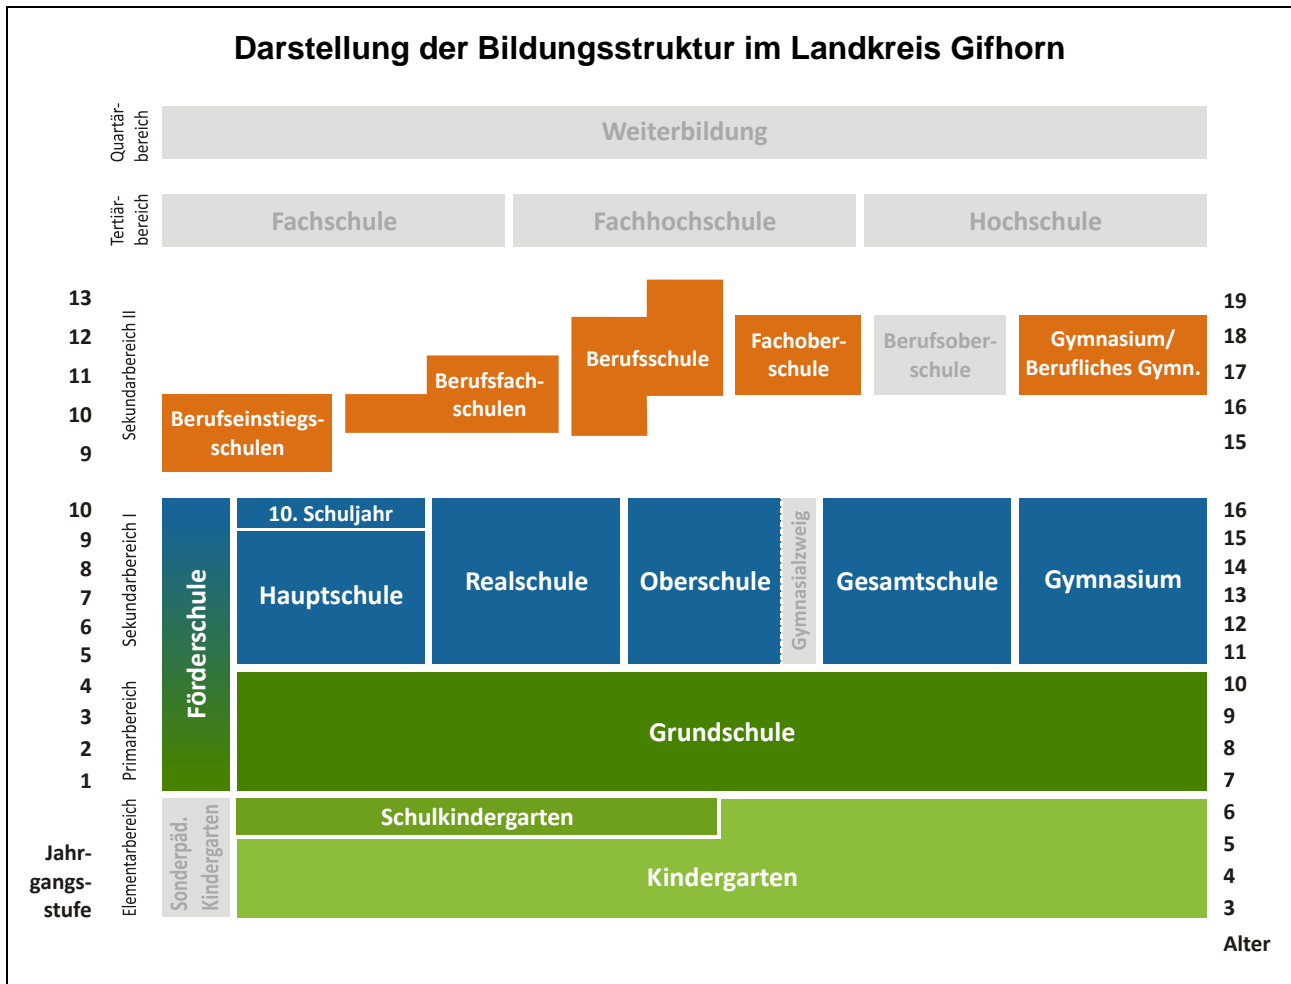 Darstellung der Bildungsstruktur im Landkreis Gifhorn
Quartär-
bereich
Weiterbildung
Tertiär-
bereich
Fachschule
Fachhochschule
Hochschule
Sekundarbereich II
13
12
11
10
9
Berufseinstiegs-
schulen
Berufsfach-
schulen
Berufsschule
Fachober-
schule
Berufsober-
schule
Gymnasium/
Berufliches Gymn.
19
18
17
16
15
Sekundarbereich I
10
9
8
7
6
5
Förderschule
10. Schuljahr
Hauptschule
Realschule
Oberschule
Gymnasialzweig
Gesamtschule
Gymnasium
16
15
14
13
12
11
Primarbereich
4
3
2
1
Grundschule
10
9
8
7
Elementarbereich
Sonderpäd.
Kindergarten
Schulkindergarten
Kindergarten
6
5
4
3
Jahr-
gangs-
stufe
Alter